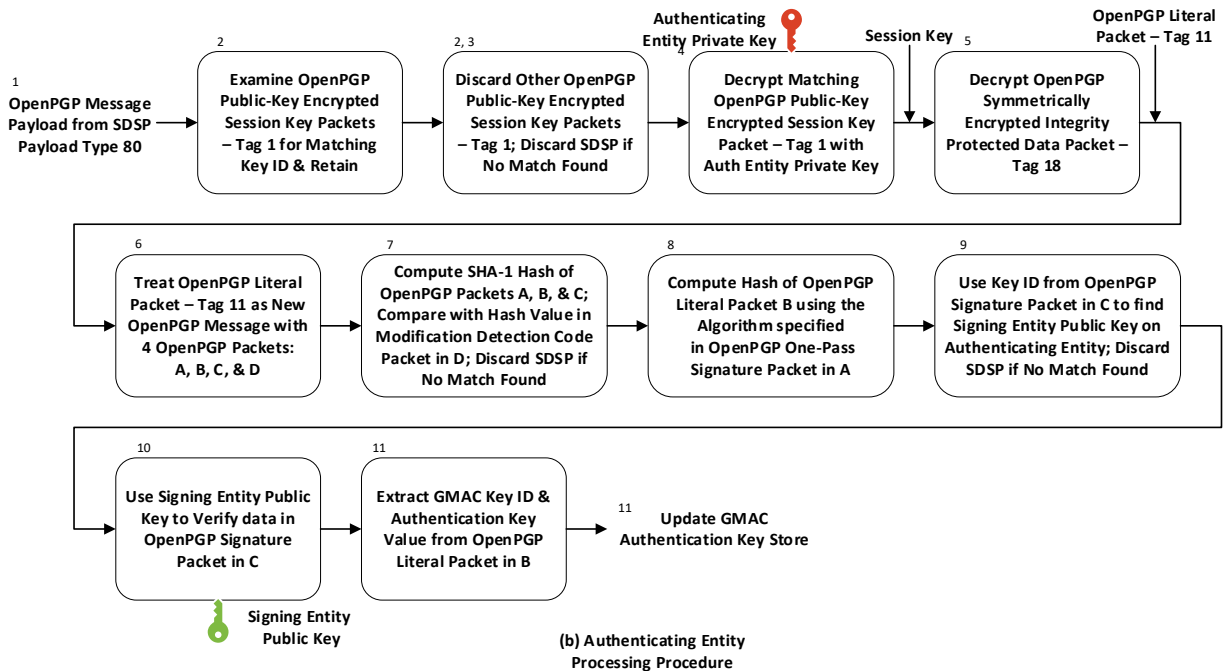 1
OpenPGP Message
Payload from SDSP
Payload Type 80
2
Examine OpenPGP
Public-Key Encrypted
Session Key Packets
– Tag 1 for Matching
Key ID & Retain
2, 3
Discard Other OpenPGP
Public-Key Encrypted
Session Key Packets
– Tag 1; Discard SDSP if
No Match Found
Authenticating
Entity Private Key
4
Decrypt Matching
OpenPGP Public-Key
Encrypted Session Key
Packet – Tag 1 with
Auth Entity Private Key
Session Key
5
Decrypt OpenPGP
Symmetrically
Encrypted Integrity
Protected Data Packet –
Tag 18
OpenPGP Literal
Packet – Tag 11
6
Treat OpenPGP Literal
Packet – Tag 11 as New
OpenPGP Message with
4 OpenPGP Packets:
A, B, C, & D
7
Compute SHA-1 Hash of
OpenPGP Packets A, B, & C;
Compare with Hash Value in
Modification Detection Code
Packet in D; Discard SDSP if
No Match Found
8
Compute Hash of OpenPGP
Literal Packet B using the
Algorithm specified
in OpenPGP One-Pass
Signature Packet in A
9
Use Key ID from OpenPGP
Signature Packet in C to find
Signing Entity Public Key on
Authenticating Entity; Discard
SDSP if No Match Found
10
Use Signing Entity Public
Key to Verify data in
OpenPGP Signature
Packet in C
Signing Entity
Public Key
11
Extract GMAC Key ID &
Authentication Key
Value from OpenPGP
Literal Packet in B
11
Update GMAC
Authentication Key Store
(b) Authenticating Entity
Processing Procedure